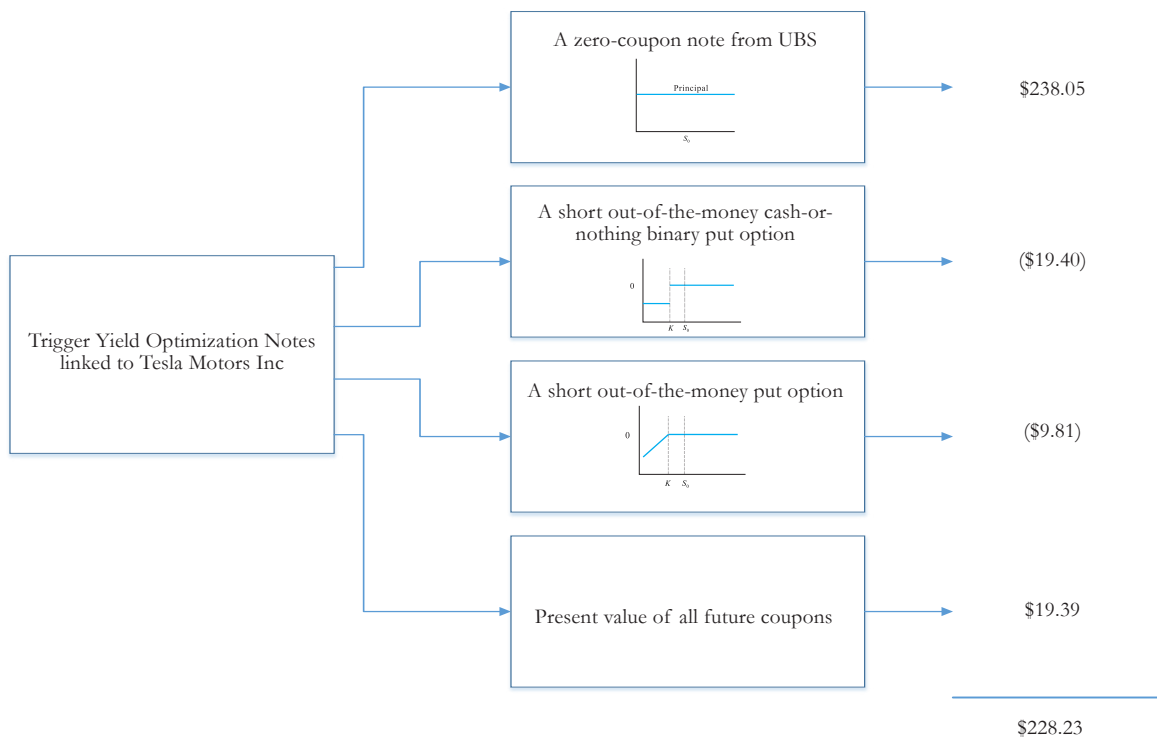 A zero-coupon note from UBS
Principal
S₀
$238.05
A short out-of-the-money cash-or-
nothing binary put option
0
K
S₀
($19.40)
Trigger Yield Optimization Notes
linked to Tesla Motors Inc
A short out-of-the-money put option
0
K
S₀
($9.81)
Present value of all future coupons
$19.39
$228.23